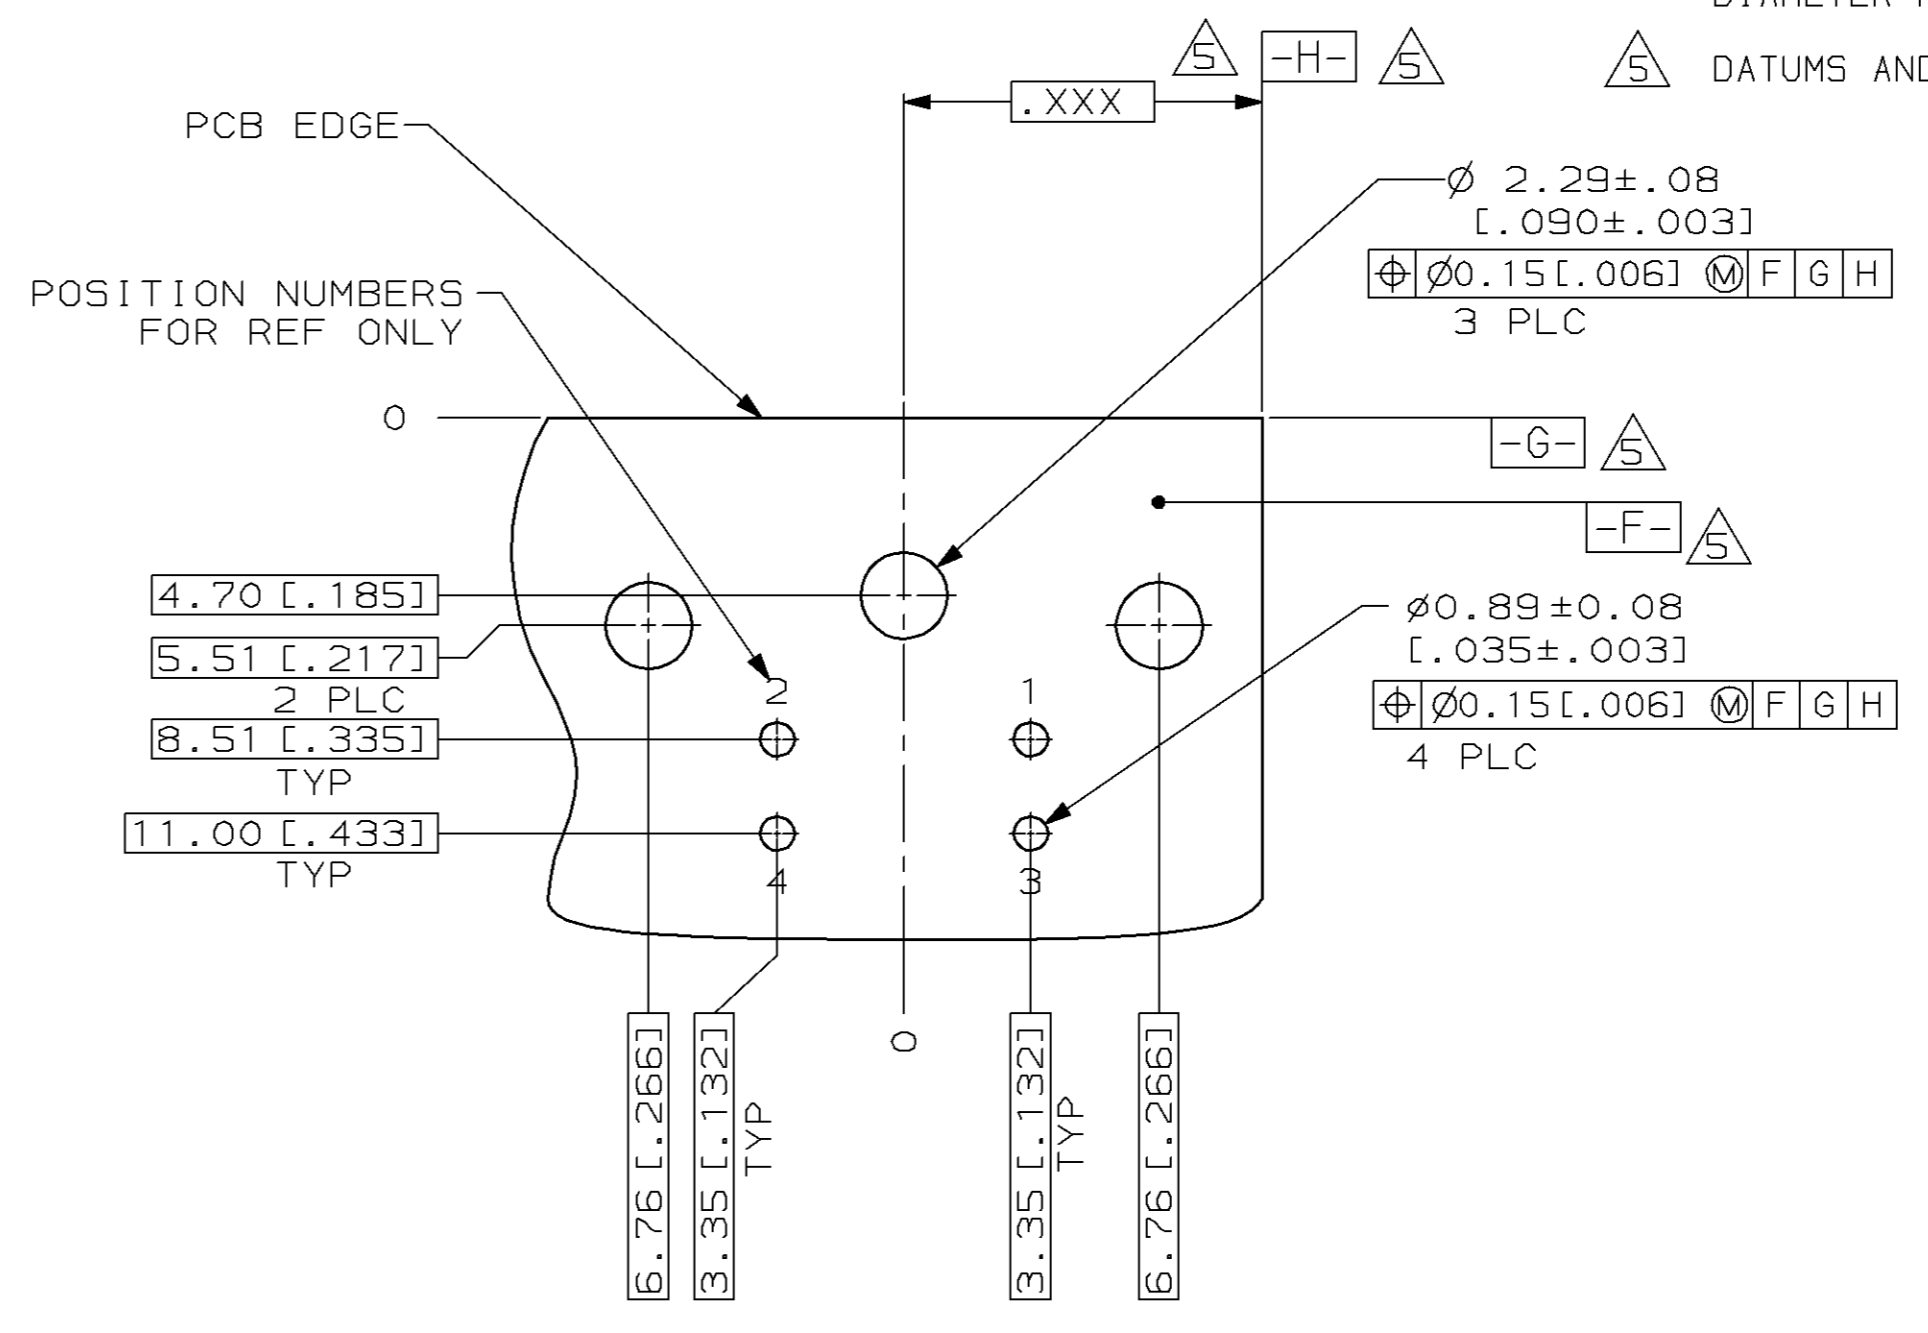 5 -H- 5
5 DATUMS AND
.XXX
PCB EDGE
Ø 2.29±.08
[.090±.003]
⌖ Ø0.15[.006] Ⓜ F G H
3 PLC
POSITION NUMBERS
FOR REF ONLY
0
-G- 5
-F- 5
4.70 [.185]
5.51 [.217]
2 PLC
8.51 [.335]
TYP
11.00 [.433]
TYP
Ø0.89±0.08
[.035±.003]
⌖ Ø0.15[.006] Ⓜ F G H
4 PLC
2 1
4 3
6.76 [.266]
3.35 [.132]
TYP
0
3.35 [.132]
TYP
6.76 [.266]